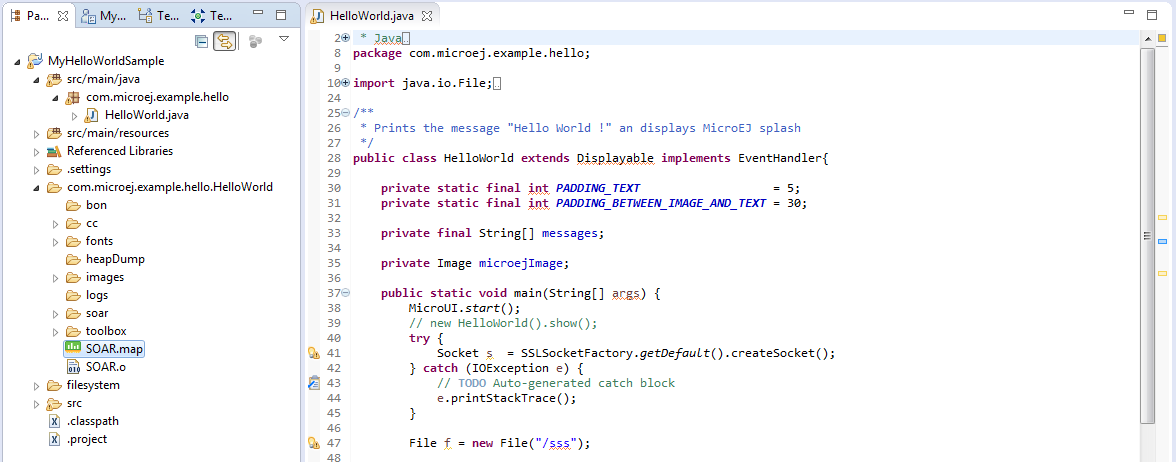 Pa...
My...
Te...
Te...
MyHelloWorldSample
src/main/java
com.microej.example.hello
HelloWorld.java
src/main/resources
Referenced Libraries
.settings
com.microej.example.hello.HelloWorld
bon
cc
fonts
heapDump
images
logs
soar
toolbox
SOAR.map
SOAR.o
filesystem
src
.classpath
.project
HelloWorld.java
2 * Java
8 package com.microej.example.hello;
9
10 import java.io.File;
24
25 /**
26 * Prints the message "Hello World !" an displays MicroEJ splash
27 */
28 public class HelloWorld extends Displayable implements EventHandler{
29
30 private static final int PADDING_TEXT = 5;
31 private static final int PADDING_BETWEEN_IMAGE_AND_TEXT = 30;
32
33 private final String[] messages;
34
35 private Image microejImage;
36
37 public static void main(String[] args) {
38 MicroUI.start();
39 // new HelloWorld().show();
40 try {
41 Socket s = SSLSocketFactory.getDefault().createSocket();
42 } catch (IOException e) {
43 // TODO Auto-generated catch block
44 e.printStackTrace();
45 }
46
47 File f = new File("/sss");
48